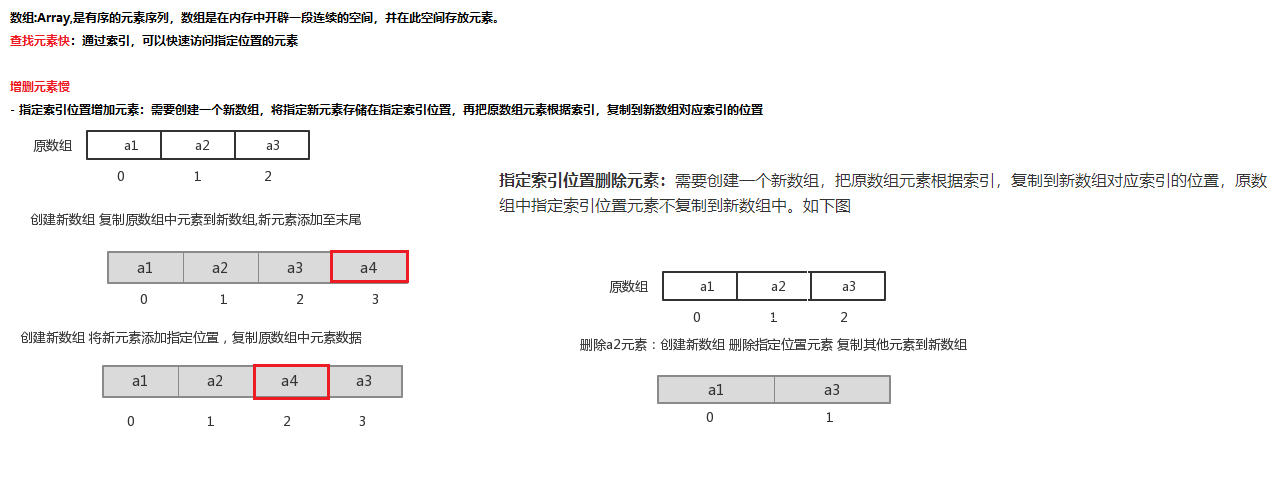 数组:Array,是有序的元素序列，数组是在内存中开辟一段连续的空间，并在此空间存放元素。
查找元素快：通过索引，可以快速访问指定位置的元素
增删元素慢
- 指定索引位置增加元素：需要创建一个新数组，将指定新元素存储在指定索引位置，再把原数组元素根据索引，复制到新数组对应索引的位置
原数组 a1 a2 a3
0 1 2
创建新数组 复制原数组中元素到新数组,新元素添加至末尾
a1 a2 a3 a4
0 1 2 3
创建新数组 将新元素添加指定位置，复制原数组中元素数据
a1 a2 a4 a3
0 1 2 3
指定索引位置删除元素：需要创建一个新数组，把原数组元素根据索引，复制到新数组对应索引的位置，原数
组中指定索引位置元素不复制到新数组中。如下图
原数组 a1 a2 a3
0 1 2
删除a2元素：创建新数组 删除指定位置元素 复制其他元素到新数组
a1 a3
0 1